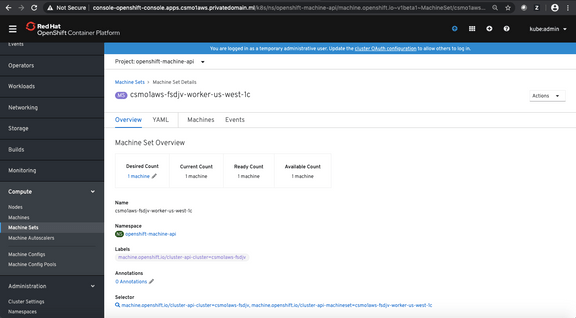 Not Secure | console-openshift-console.apps.csmo1aws.privatedomain.ml/k8s/ns/openshift-machine-api/machine.openshift.io~v1beta1~MachineSet/csmo1aws...
Red Hat
OpenShift Container Platform
kube:admin
You are logged in as a temporary administrative user. Update the cluster OAuth configuration to allow others to log in.
Events
Operators
Workloads
Networking
Storage
Builds
Monitoring
Compute
Nodes
Machines
Machine Sets
Machine Autoscalers
Machine Configs
Machine Config Pools
Administration
Cluster Settings
Namespaces
Project: openshift-machine-api
Machine Sets > Machine Set Details
MS csmo1aws-fsdjv-worker-us-west-1c
Actions
Overview YAML Machines Events
Machine Set Overview
Desired Count Current Count Ready Count Available Count
1 machine 1 machine 1 machine 1 machine
Name
csmo1aws-fsdjv-worker-us-west-1c
Namespace
NS openshift-machine-api
Labels
machine.openshift.io/cluster-api-cluster=csmo1aws-fsdjv
Annotations
0 Annotations
Selector
machine.openshift.io/cluster-api-cluster=csmo1aws-fsdjv, machine.openshift.io/cluster-api-machineset=csmo1aws-fsdjv-worker-us-west-1c